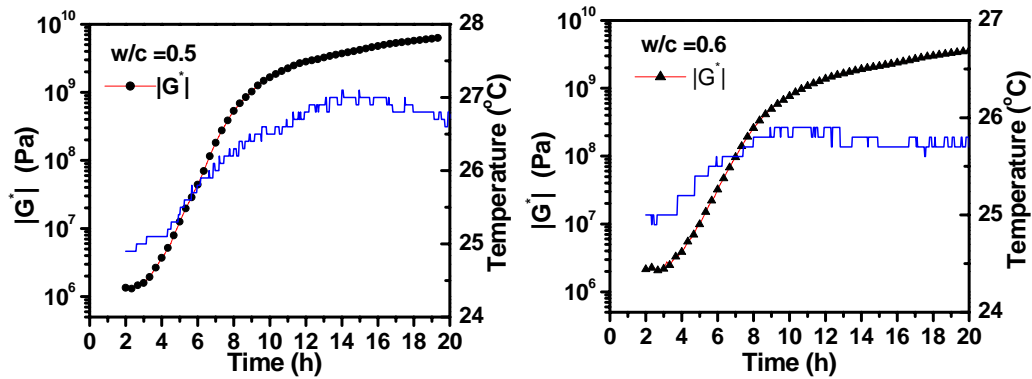 10^10
10^9
10^8
10^7
10^6
|G*| (Pa)
w/c =0.5
|G*|
28
27
26
25
24
Temperature (°C)
0 2 4 6 8 10 12 14 16 18 20
Time (h)
10^10
10^9
10^8
10^7
10^6
|G*| (Pa)
w/c =0.6
|G*|
27
26
25
24
Temperature (°C)
0 2 4 6 8 10 12 14 16 18 20
Time (h)